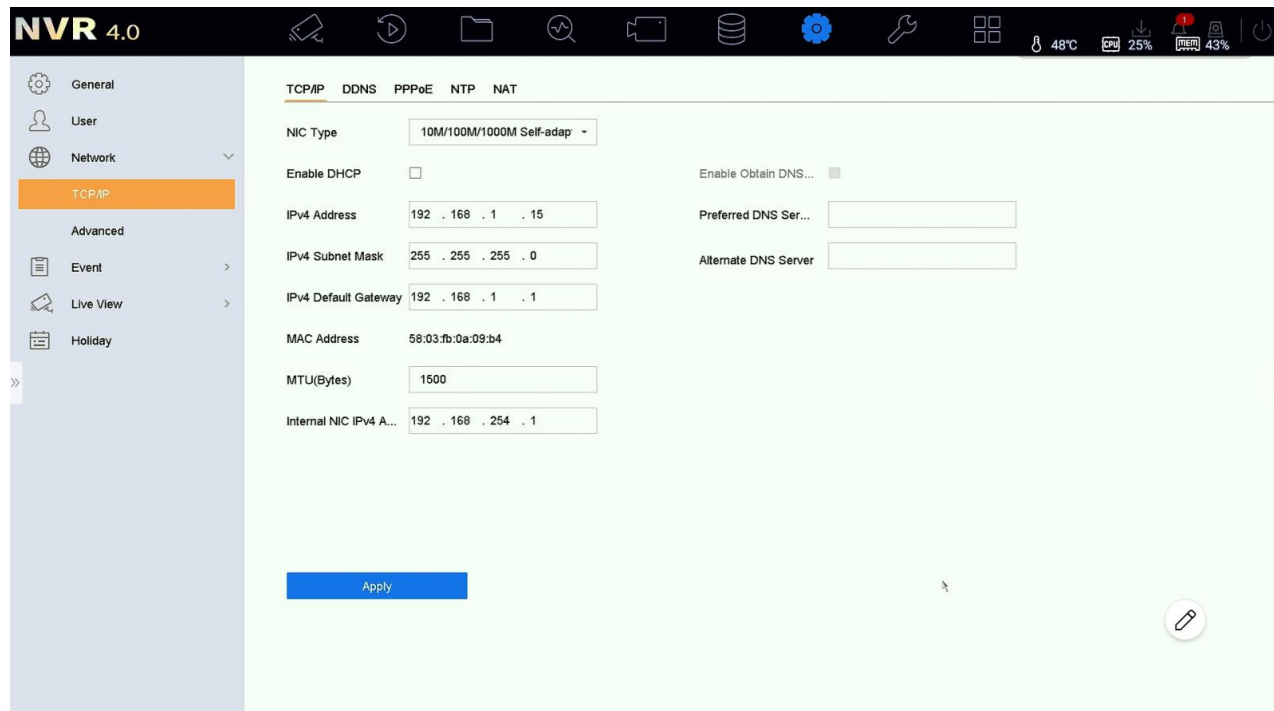 NVR 4.0
1
48°C
CPU 25%
MEM 43%
General
User
Network
TCP/IP
Advanced
Event
Live View
Holiday
TCP/IP DDNS PPPoE NTP NAT
NIC Type 10M/100M/1000M Self-adap
Enable DHCP Enable Obtain DNS...
IPv4 Address 192 . 168 . 1 . 15 Preferred DNS Ser...
IPv4 Subnet Mask 255 . 255 . 255 . 0 Alternate DNS Server
IPv4 Default Gateway 192 . 168 . 1 . 1
MAC Address 58:03:fb:0a:09:b4
MTU(Bytes) 1500
Internal NIC IPv4 A... 192 . 168 . 254 . 1
Apply